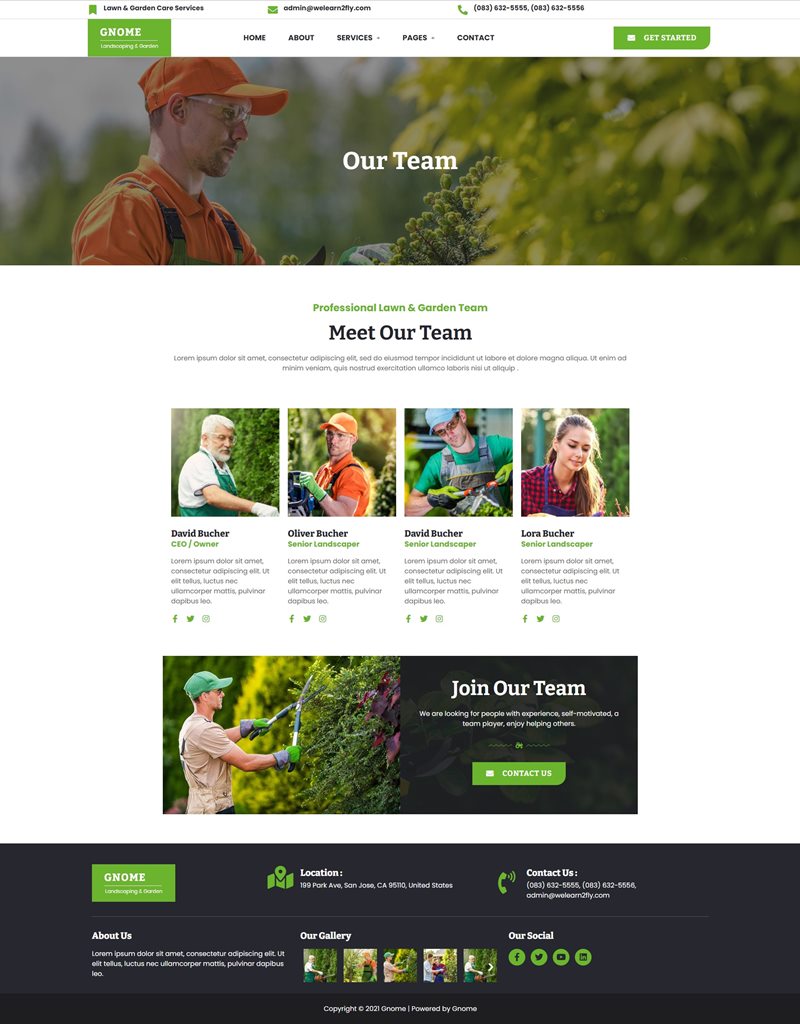 Lawn & Garden Care Services
admin@welearn2fly.com
(083) 632-5555, (083) 632-5556
GNOME
Landscaping & Garden
HOME
ABOUT
SERVICES
PAGES
CONTACT
GET STARTED
Our Team
Professional Lawn & Garden Team
Meet Our Team
Lorem ipsum dolor sit amet, consectetur adipiscing elit, sed do eiusmod tempor incididunt ut labore et dolore magna aliqua. Ut enim ad
minim veniam, quis nostrud exercitation ullamco laboris nisi ut aliquip .
David Bucher
CEO / Owner
Lorem ipsum dolor sit amet,
consectetur adipiscing elit. Ut
elit tellus, luctus nec
ullamcorper mattis, pulvinar
dapibus leo.
Oliver Bucher
Senior Landscaper
Lorem ipsum dolor sit amet,
consectetur adipiscing elit. Ut
elit tellus, luctus nec
ullamcorper mattis, pulvinar
dapibus leo.
David Bucher
Senior Landscaper
Lorem ipsum dolor sit amet,
consectetur adipiscing elit. Ut
elit tellus, luctus nec
ullamcorper mattis, pulvinar
dapibus leo.
Lora Bucher
Senior Landscaper
Lorem ipsum dolor sit amet,
consectetur adipiscing elit. Ut
elit tellus, luctus nec
ullamcorper mattis, pulvinar
dapibus leo.
Join Our Team
We are looking for people with experience, self-motivated, a
team player, enjoy helping others.
CONTACT US
GNOME
Landscaping & Garden
Location :
199 Park Ave, San Jose, CA 95110, United States
Contact Us :
(083) 632-5555, (083) 632-5556,
admin@welearn2fly.com
About Us
Lorem ipsum dolor sit amet, consectetur adipiscing elit. Ut
elit tellus, luctus nec ullamcorper mattis, pulvinar dapibus
leo.
Our Gallery
Our Social
Copyright © 2021 Gnome | Powered by Gnome